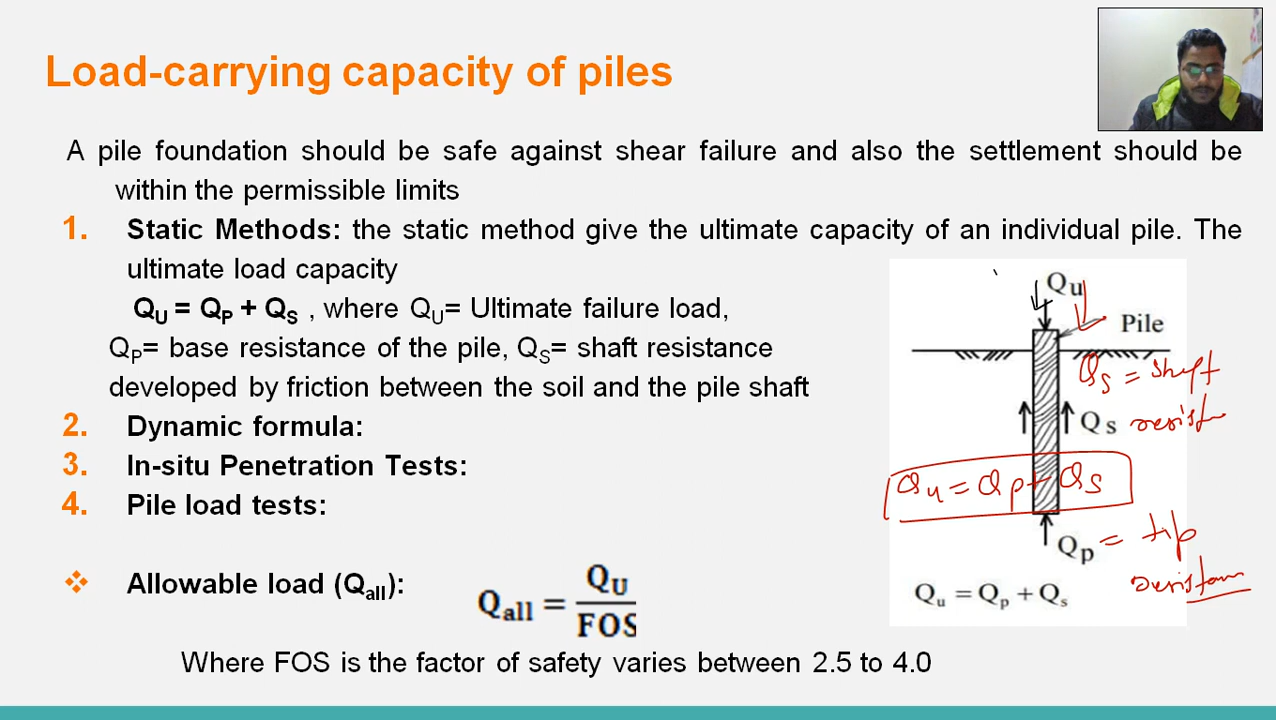 Load-carrying capacity of piles
A pile foundation should be safe against shear failure and also the settlement should be
within the permissible limits
1. Static Methods: the static method give the ultimate capacity of an individual pile. The
ultimate load capacity
QU = QP + QS , where QU= Ultimate failure load,
QP= base resistance of the pile, QS= shaft resistance
developed by friction between the soil and the pile shaft
2. Dynamic formula:
3. In-situ Penetration Tests:
4. Pile load tests:
❖ Allowable load (Qall):
Qall = QU / FOS
Where FOS is the factor of safety varies between 2.5 to 4.0
Qu
Pile
Qs = shaft
Qs resist
Qu = Qp + Qs
Qp = tip
resistan
Qu = Qp + Qs